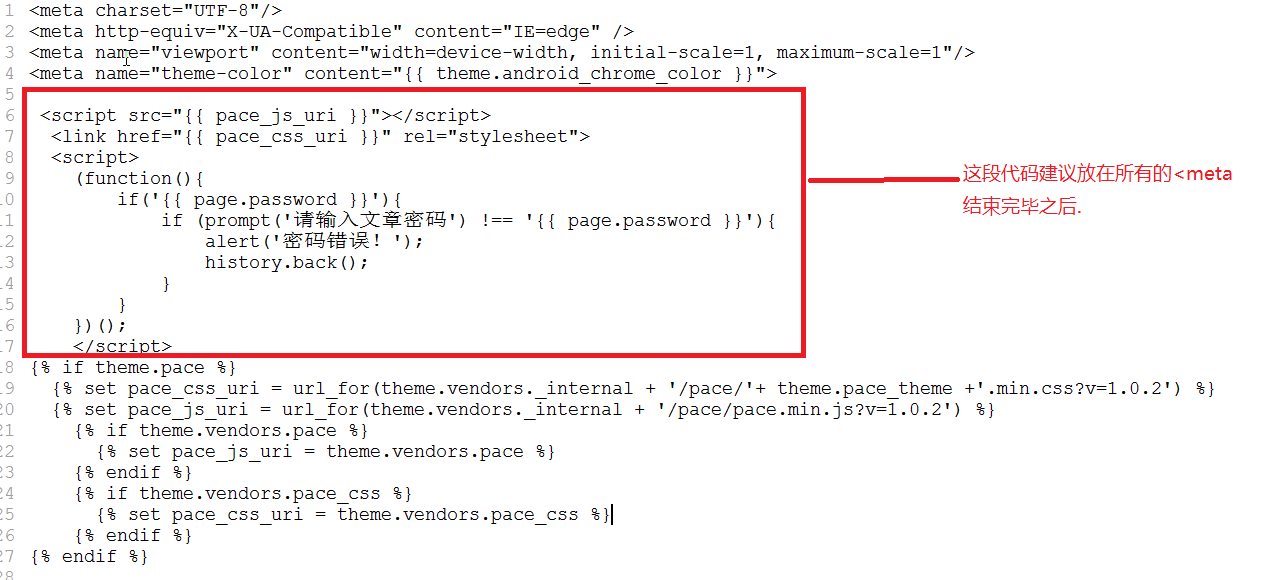 1 <meta charset="UTF-8"/>
2 <meta http-equiv="X-UA-Compatible" content="IE=edge" />
3 <meta name="viewport" content="width=device-width, initial-scale=1, maximum-scale=1"/>
4 <meta name="theme-color" content="{{ theme.android_chrome_color }}">
5
6 <script src="{{ pace_js_uri }}"></script>
7 <link href="{{ pace_css_uri }}" rel="stylesheet">
8 <script>
9 (function(){
10 if('{{ page.password }}'){
11 if (prompt('请输入文章密码') !== '{{ page.password }}'){
12 alert('密码错误! ');
13 history.back();
14 }
15 }
16 })();
17 </script>
这段代码建议放在所有的<meta
结束完毕之后.
18 {% if theme.pace %}
19 {% set pace_css_uri = url_for(theme.vendors._internal + '/pace/'+ theme.pace_theme +'.min.css?v=1.0.2') %}
20 {% set pace_js_uri = url_for(theme.vendors._internal + '/pace/pace.min.js?v=1.0.2') %}
21 {% if theme.vendors.pace %}
22 {% set pace_js_uri = theme.vendors.pace %}
23 {% endif %}
24 {% if theme.vendors.pace_css %}
25 {% set pace_css_uri = theme.vendors.pace_css %}
26 {% endif %}
27 {% endif %}
28